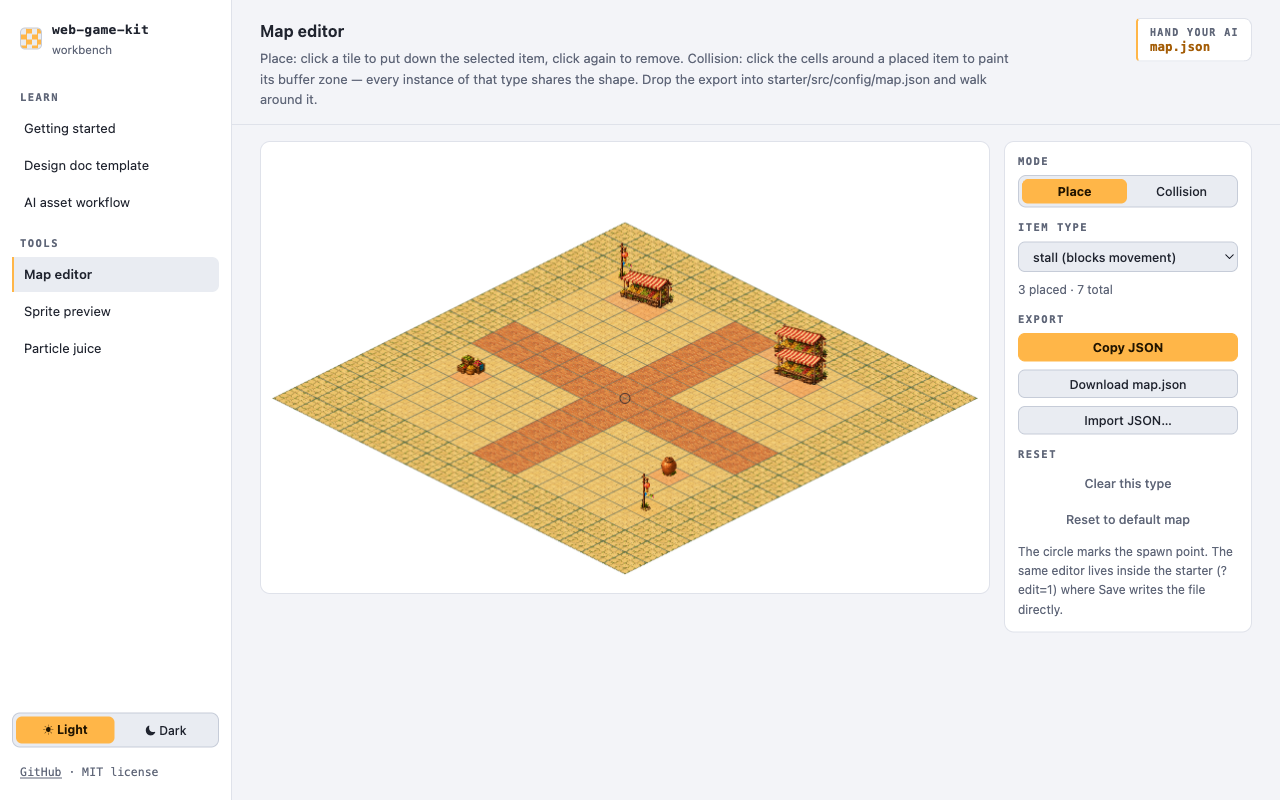 web-game-kit
workbench
LEARN
Getting started
Design doc template
AI asset workflow
TOOLS
Map editor
Sprite preview
Particle juice
Light
Dark
GitHub · MIT license
Map editor
Place: click a tile to put down the selected item, click again to remove. Collision: click the cells around a placed item to paint
its buffer zone — every instance of that type shares the shape. Drop the export into starter/src/config/map.json and walk
around it.
HAND YOUR AI
map.json
MODE
Place
Collision
ITEM TYPE
stall (blocks movement)
3 placed · 7 total
EXPORT
Copy JSON
Download map.json
Import JSON…
RESET
Clear this type
Reset to default map
The circle marks the spawn point. The
same editor lives inside the starter (?
edit=1) where Save writes the file
directly.